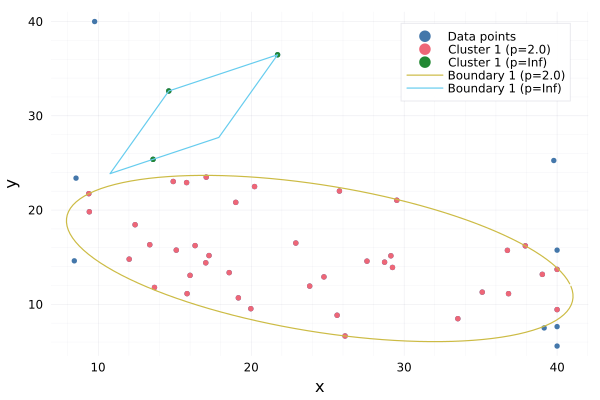 40
30
20
10
y
10
20
30
40
x
Data points
Cluster 1 (p=2.0)
Cluster 1 (p=Inf)
Boundary 1 (p=2.0)
Boundary 1 (p=Inf)